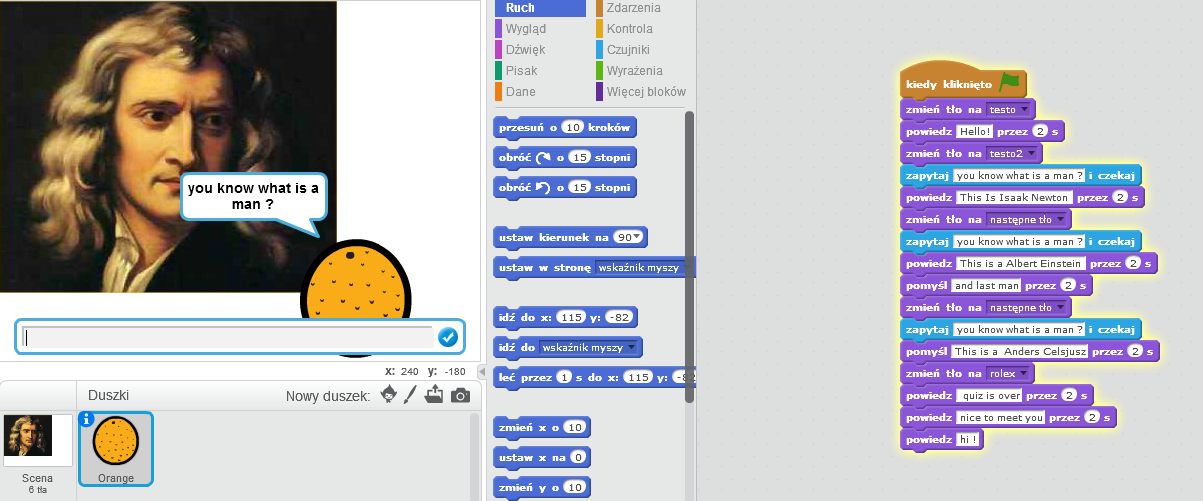 you know what is a
man ?
x: 240 y: -180
Duszki
Nowy duszek:
Scena
6 tła
Orange
Ruch
Zdarzenia
Wygląd
Kontrola
Dźwięk
Czujniki
Pisak
Wyrażenia
Dane
Więcej bloków
przesuń o 10 kroków
obróć o 15 stopni
obróć o 15 stopni
ustaw kierunek na 90
ustaw w stronę wskaźnik myszy
idź do x: 115 y: -82
idź do wskaźnik myszy
leć przez 1 s do x: 115 y: -82
zmień x o 10
ustaw x na 0
zmień y o 10
kiedy kliknięto
zmień tło na testo
powiedz Hello! przez 2 s
zmień tło na testo2
zapytaj you know what is a man ? i czekaj
powiedz This Is Isaak Newton przez 2 s
zmień tło na następne tło
zapytaj you know what is a man ? i czekaj
powiedz This is a Albert Einstein przez 2 s
pomyśl and last man przez 2 s
zmień tło na następne tło
zapytaj you know what is a man ? i czekaj
pomyśl This is a Anders Celsjusz przez 2 s
zmień tło na rolex
powiedz quiz is over przez 2 s
powiedz nice to meet you przez 2 s
powiedz hi !